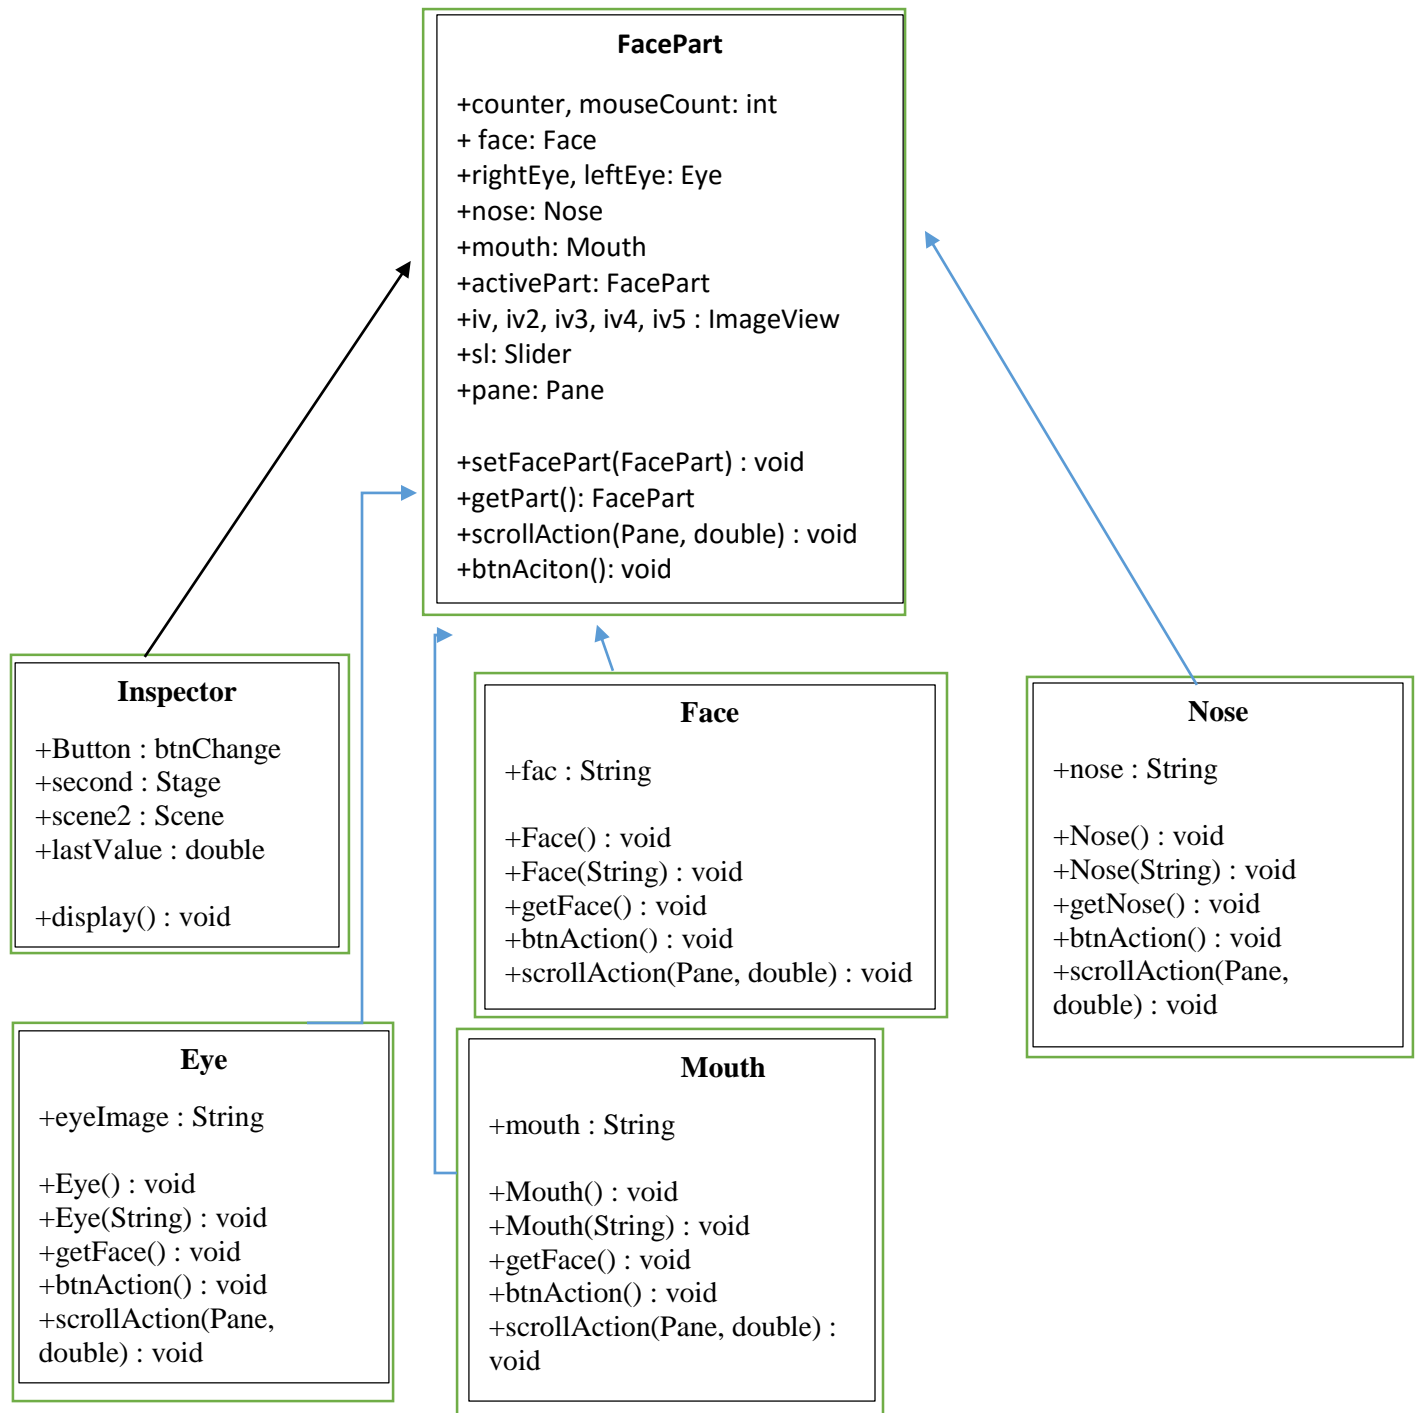 FacePart
+counter, mouseCount: int
+ face: Face
+rightEye, leftEye: Eye
+nose: Nose
+mouth: Mouth
+activePart: FacePart
+iv, iv2, iv3, iv4, iv5 : ImageView
+sl: Slider
+pane: Pane
+setFacePart(FacePart) : void
+getPart(): FacePart
+scrollAction(Pane, double) : void
+btnAciton(): void
Inspector
+Button : btnChange
+second : Stage
+scene2 : Scene
+lastValue : double
+display() : void
Face
+fac : String
+Face() : void
+Face(String) : void
+getFace() : void
+btnAction() : void
+scrollAction(Pane, double) : void
Nose
+nose : String
+Nose() : void
+Nose(String) : void
+getNose() : void
+btnAction() : void
+scrollAction(Pane,
double) : void
Eye
+eyeImage : String
+Eye() : void
+Eye(String) : void
+getFace() : void
+btnAction() : void
+scrollAction(Pane,
double) : void
Mouth
+mouth : String
+Mouth() : void
+Mouth(String) : void
+getFace() : void
+btnAction() : void
+scrollAction(Pane, double) :
void